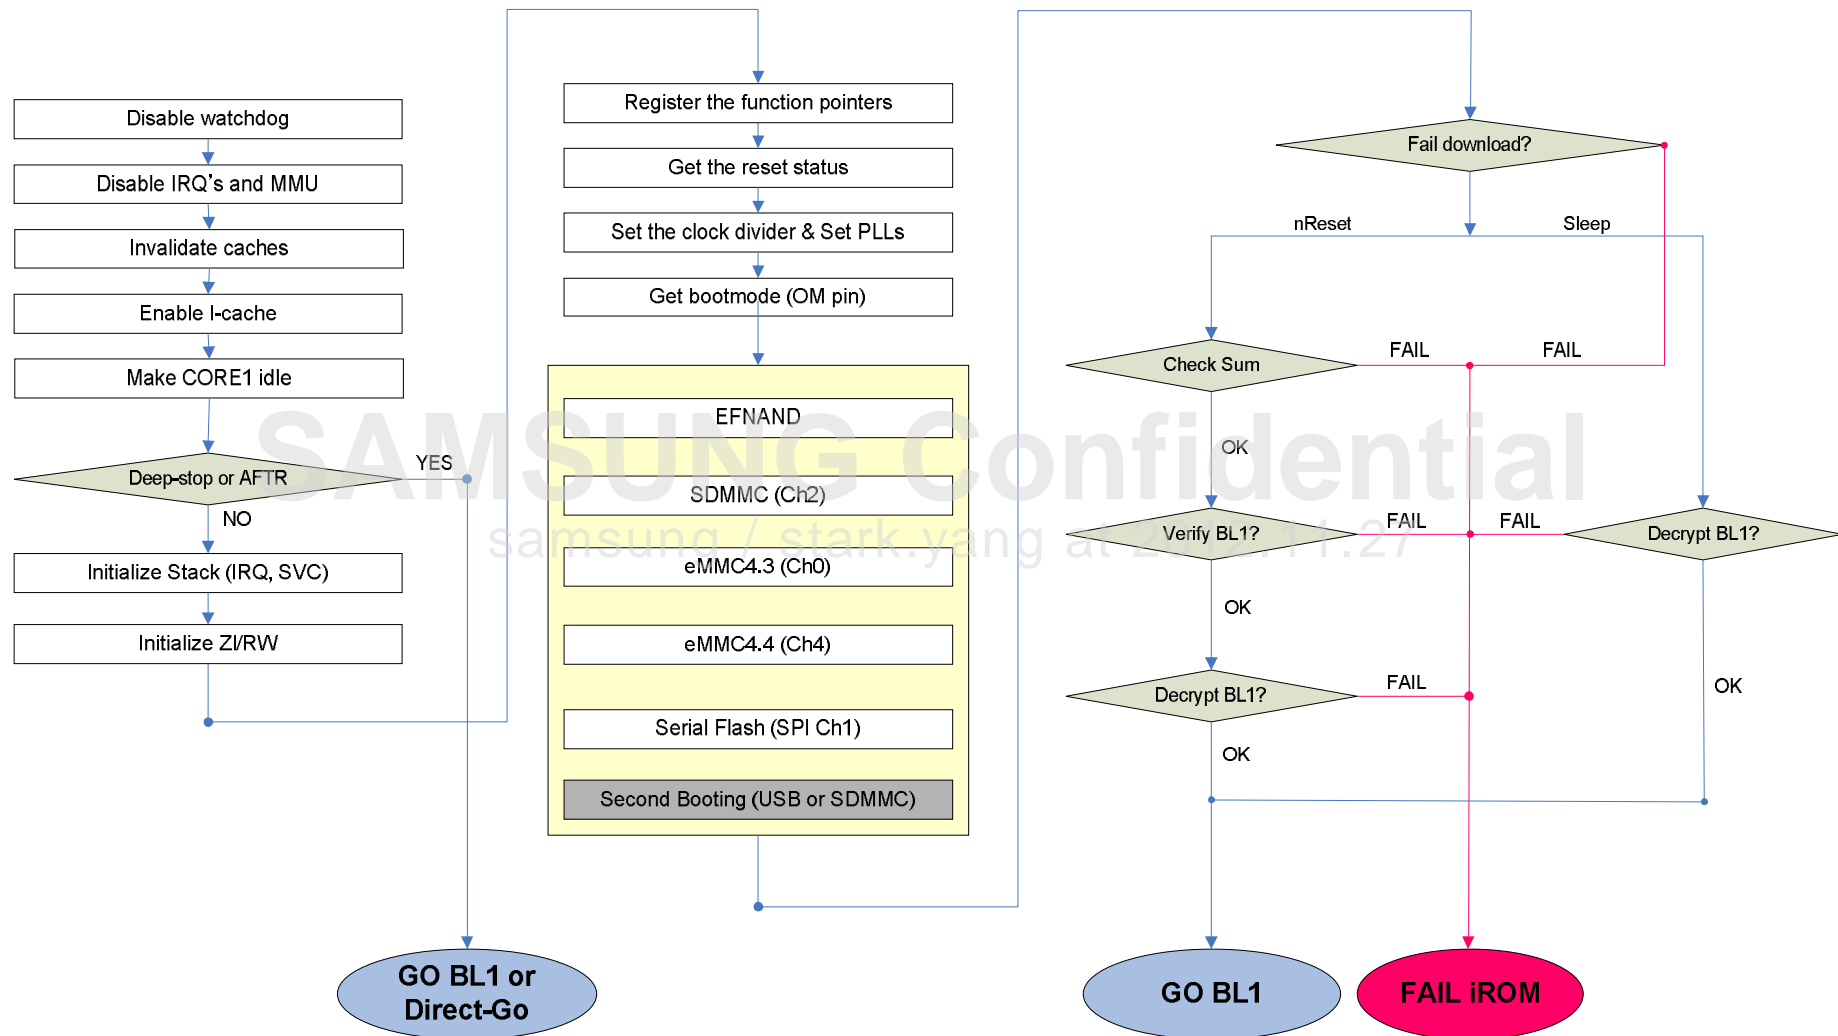 Disable watchdog
Disable IRQ's and MMU
Invalidate caches
Enable I-cache
Make CORE1 idle
Deep-stop or AFTR
YES
NO
Initialize Stack (IRQ, SVC)
Initialize ZI/RW
GO BL1 or
Direct-Go
Register the function pointers
Get the reset status
Set the clock divider & Set PLLs
Get bootmode (OM pin)
EFNAND
SDMMC (Ch2)
eMMC4.3 (Ch0)
eMMC4.4 (Ch4)
Serial Flash (SPI Ch1)
Second Booting (USB or SDMMC)
Fail download?
nReset
Sleep
Check Sum
FAIL
FAIL
OK
Verify BL1?
FAIL
FAIL
Decrypt BL1?
OK
Decrypt BL1?
FAIL
OK
OK
GO BL1
FAIL iROM
SAMSUNG Confidential
samsung / stark.yang at 2012.11.27